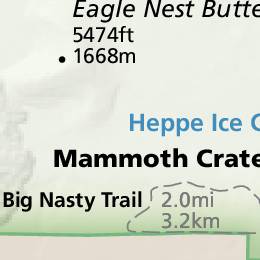 Eagle Nest Butte
5474ft
1668m
Heppe Ice C
Mammoth Crate
Big Nasty Trail
2.0mi
3.2km